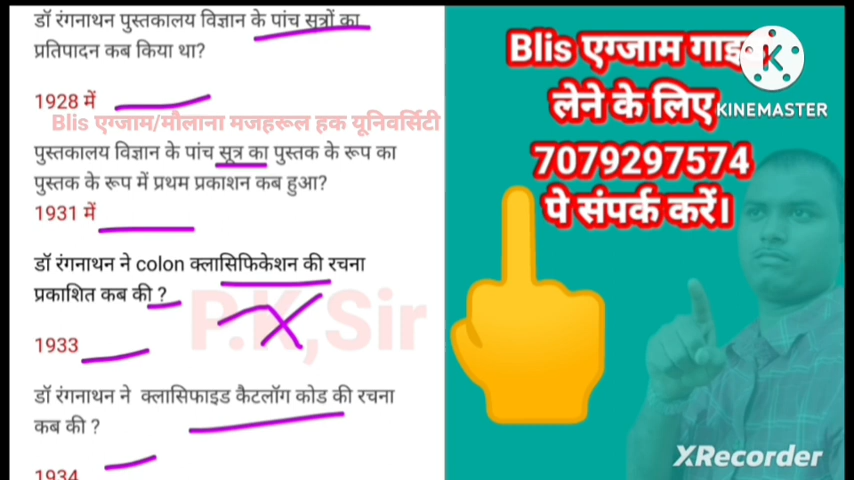 डॉ रंगनाथन पुस्तकालय विज्ञान के पांच सूत्रों का
प्रतिपादन कब किया था?
1928 में
Blis एग्जाम/मौलाना मजहरूल हक यूनिवर्सिटी
पुस्तकालय विज्ञान के पांच सूत्र का पुस्तक के रूप का
पुस्तक के रूप में प्रथम प्रकाशन कब हुआ?
1931 में
डॉ रंगनाथन ने colon क्लासिफिकेशन की रचना
प्रकाशित कब की ?
P.K,Sir
1933
डॉ रंगनाथन ने क्लासिफाइड कैटलॉग कोड की रचना
कब की ?
1934
Blis एग्जाम गाइड
लेने के लिए
7079297574
पे संपर्क करें।
KINEMASTER
XRecorder